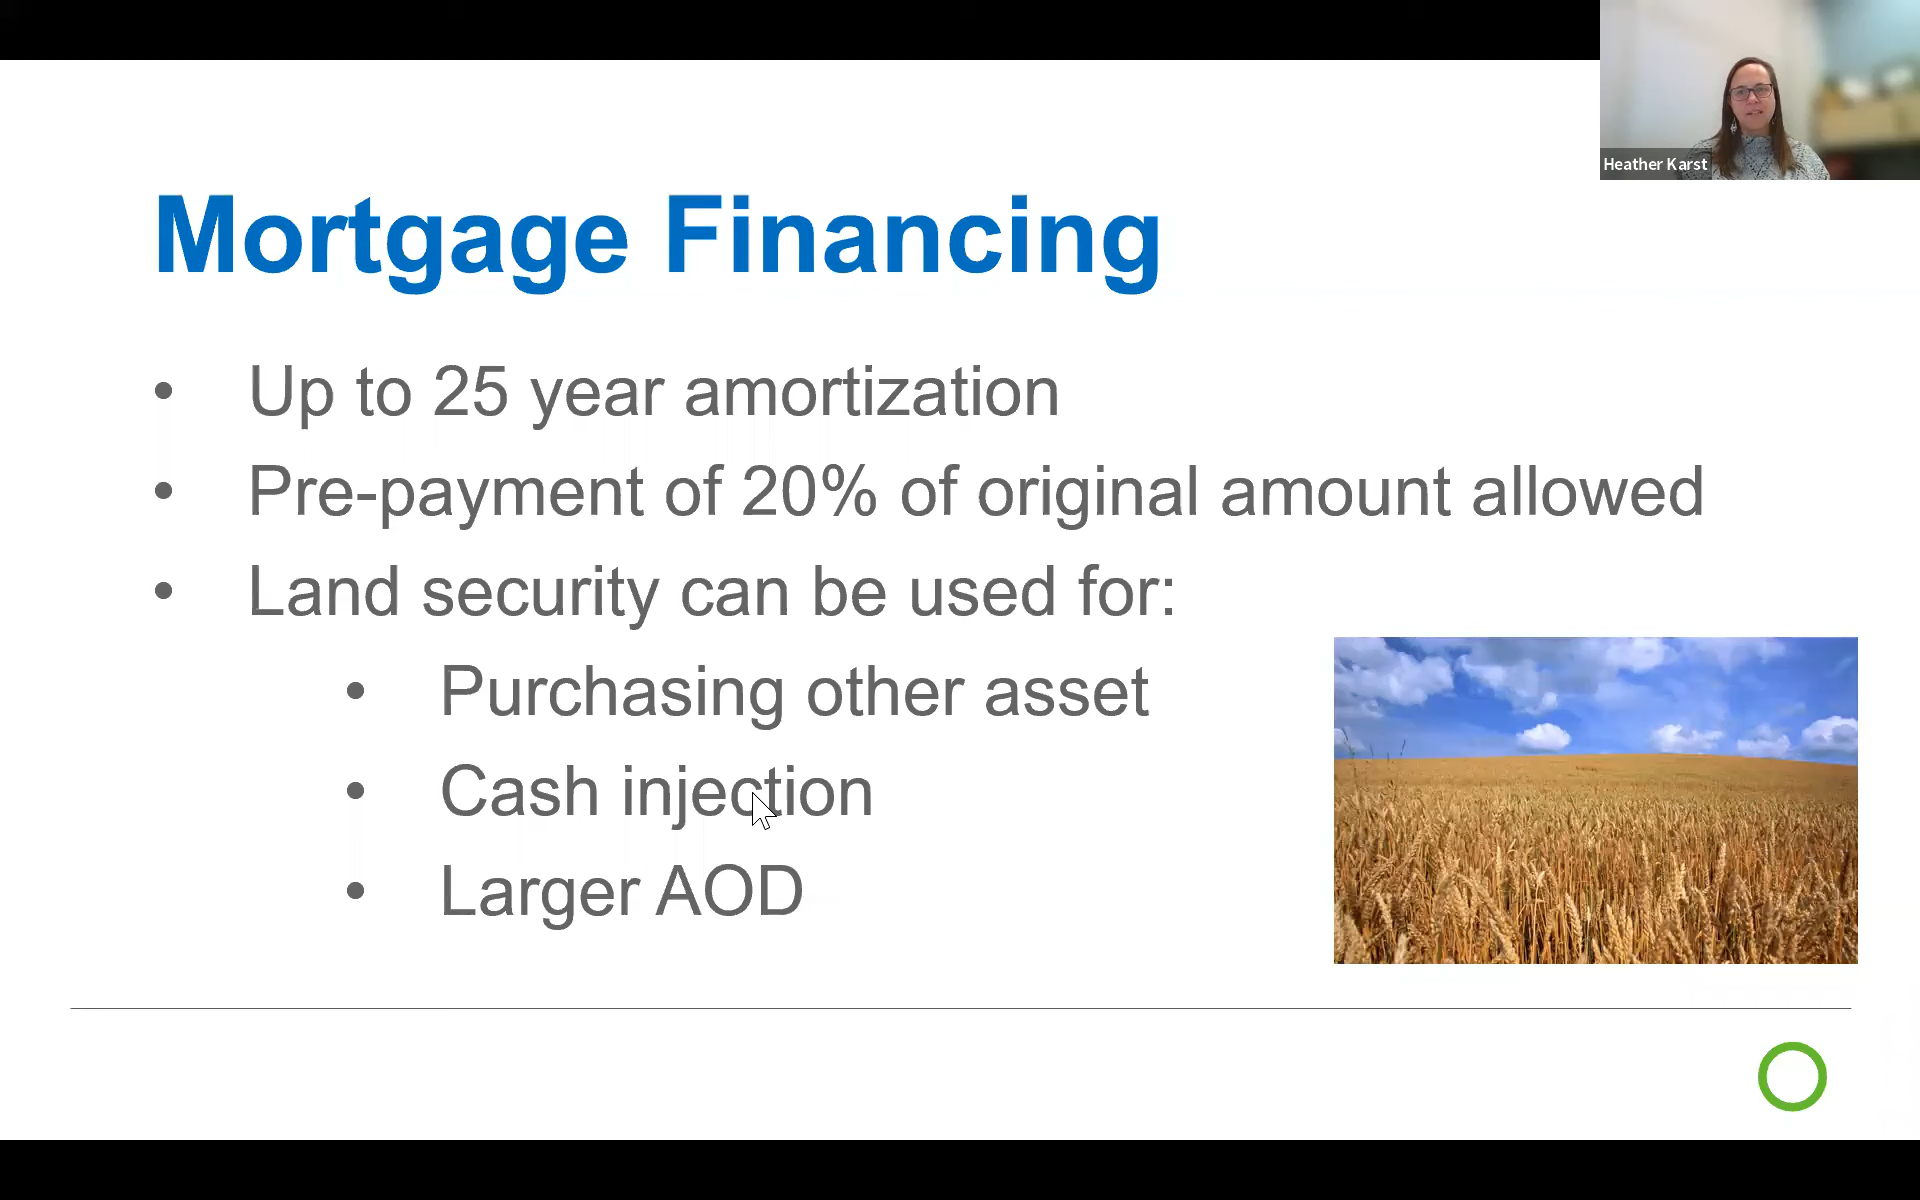 Heather Karst
Mortgage Financing
• Up to 25 year amortization
• Pre-payment of 20% of original amount allowed
• Land security can be used for:
• Purchasing other asset
• Cash injection
• Larger AOD